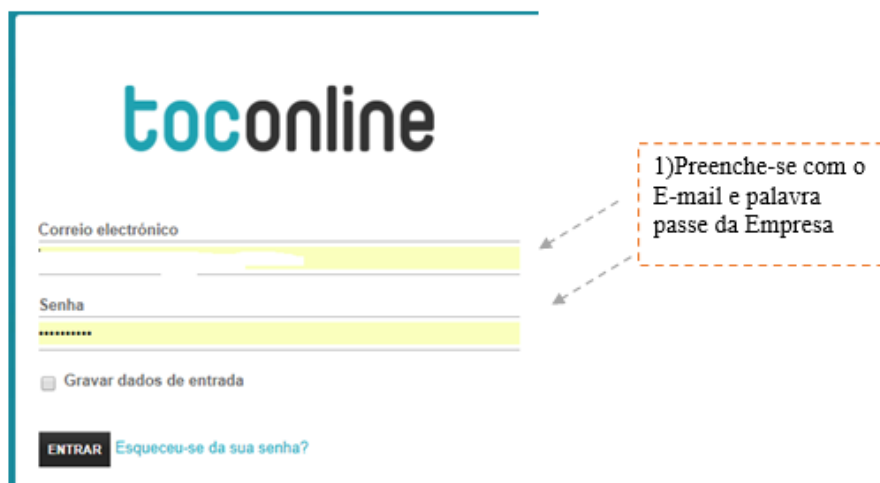 toconline
1)Preenche-se com o
E-mail e palavra
passe da Empresa
Correio electrónico
Senha
••••••••••
Gravar dados de entrada
ENTRAR Esqueceu-se da sua senha?